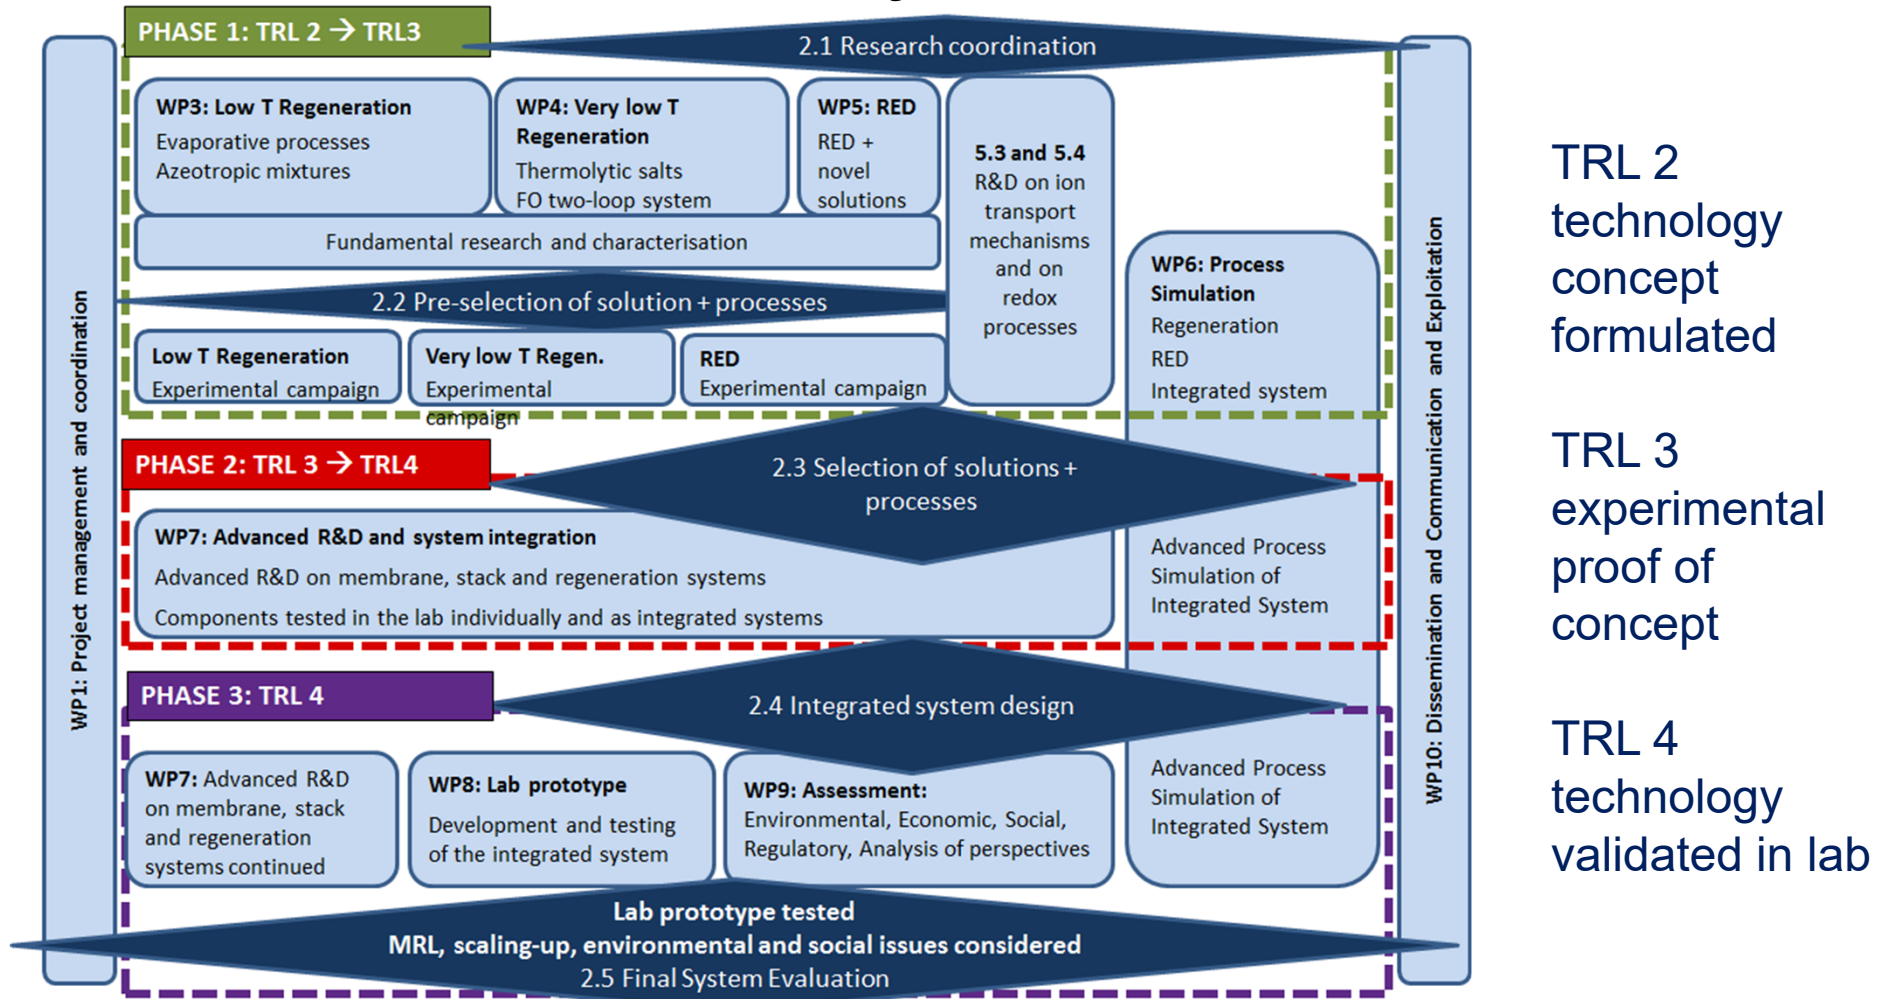 PHASE 1: TRL 2 → TRL3
2.1 Research coordination
WP1: Project management and coordination
WP3: Low T Regeneration
Evaporative processes
Azeotropic mixtures
WP4: Very low T
Regeneration
Thermolytic salts
FO two-loop system
WP5: RED
RED +
novel
solutions
5.3 and 5.4
R&D on ion
transport
mechanisms
and on
redox
processes
Fundamental research and characterisation
2.2 Pre-selection of solution + processes
Low T Regeneration
Experimental campaign
Very low T Regen.
Experimental
campaign
RED
Experimental campaign
WP6: Process
Simulation
Regeneration
RED
Integrated system
WP10: Dissemination and Communication and Exploitation
PHASE 2: TRL 3 → TRL4
2.3 Selection of solutions +
processes
WP7: Advanced R&D and system integration
Advanced R&D on membrane, stack and regeneration systems
Components tested in the lab individually and as integrated systems
Advanced Process
Simulation of
Integrated System
PHASE 3: TRL 4
2.4 Integrated system design
WP7: Advanced R&D
on membrane, stack
and regeneration
systems continued
WP8: Lab prototype
Development and testing
of the integrated system
WP9: Assessment:
Environmental, Economic, Social,
Regulatory, Analysis of perspectives
Advanced Process
Simulation of
Integrated System
Lab prototype tested
MRL, scaling-up, environmental and social issues considered
2.5 Final System Evaluation
TRL 2
technology
concept
formulated
TRL 3
experimental
proof of
concept
TRL 4
technology
validated in lab